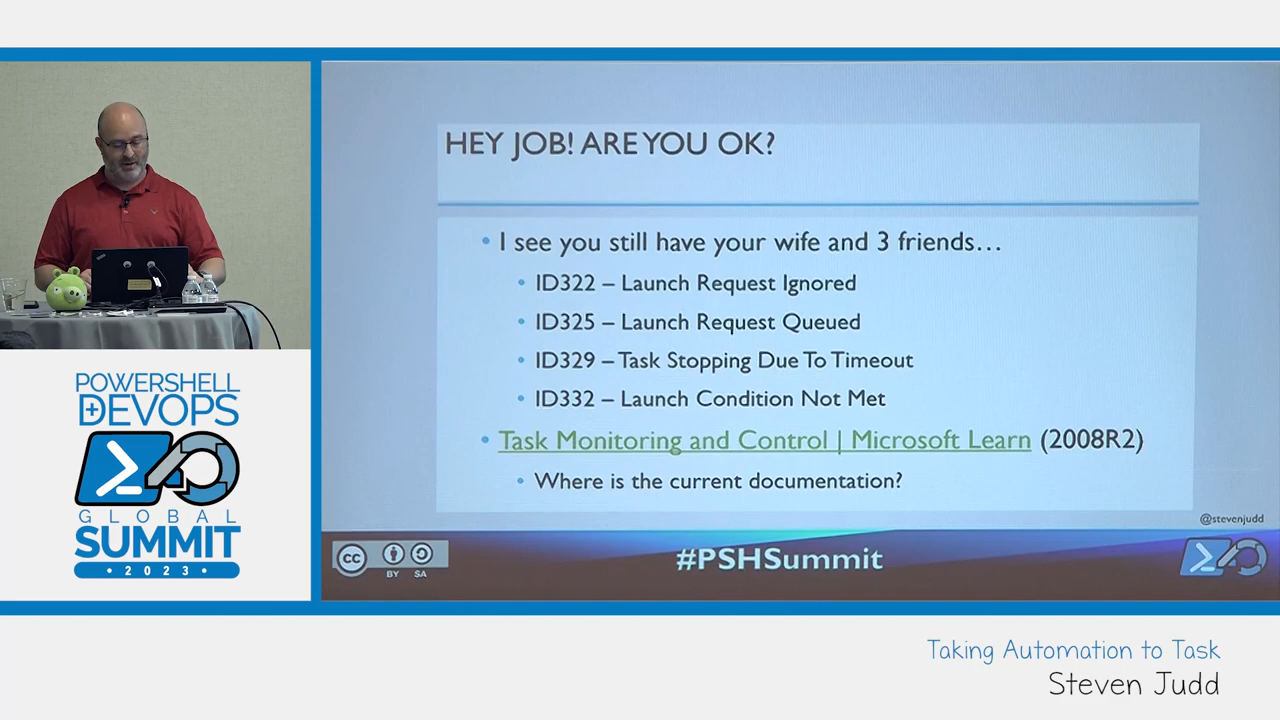 HEY JOB! ARE YOU OK?
• I see you still have your wife and 3 friends...
• ID322 – Launch Request Ignored
• ID325 – Launch Request Queued
• ID329 – Task Stopping Due To Timeout
• ID332 – Launch Condition Not Met
• Task Monitoring and Control | Microsoft Learn (2008R2)
• Where is the current documentation?
@stevenjudd
cc
BY SA
#PSHSummit
POWERSHELL
+DEVOPS
GLOBAL
SUMMIT
• 2023 •
Taking Automation to Task
Steven Judd